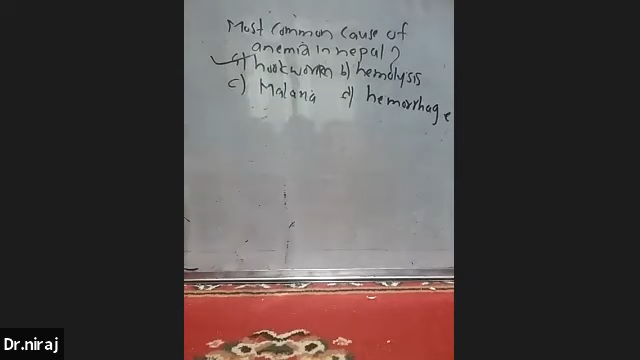 Most common cause of
anemia in nepal?
a) hookworm b) hemolysis
c) Malaria d) hemorrhage
Dr.niraj